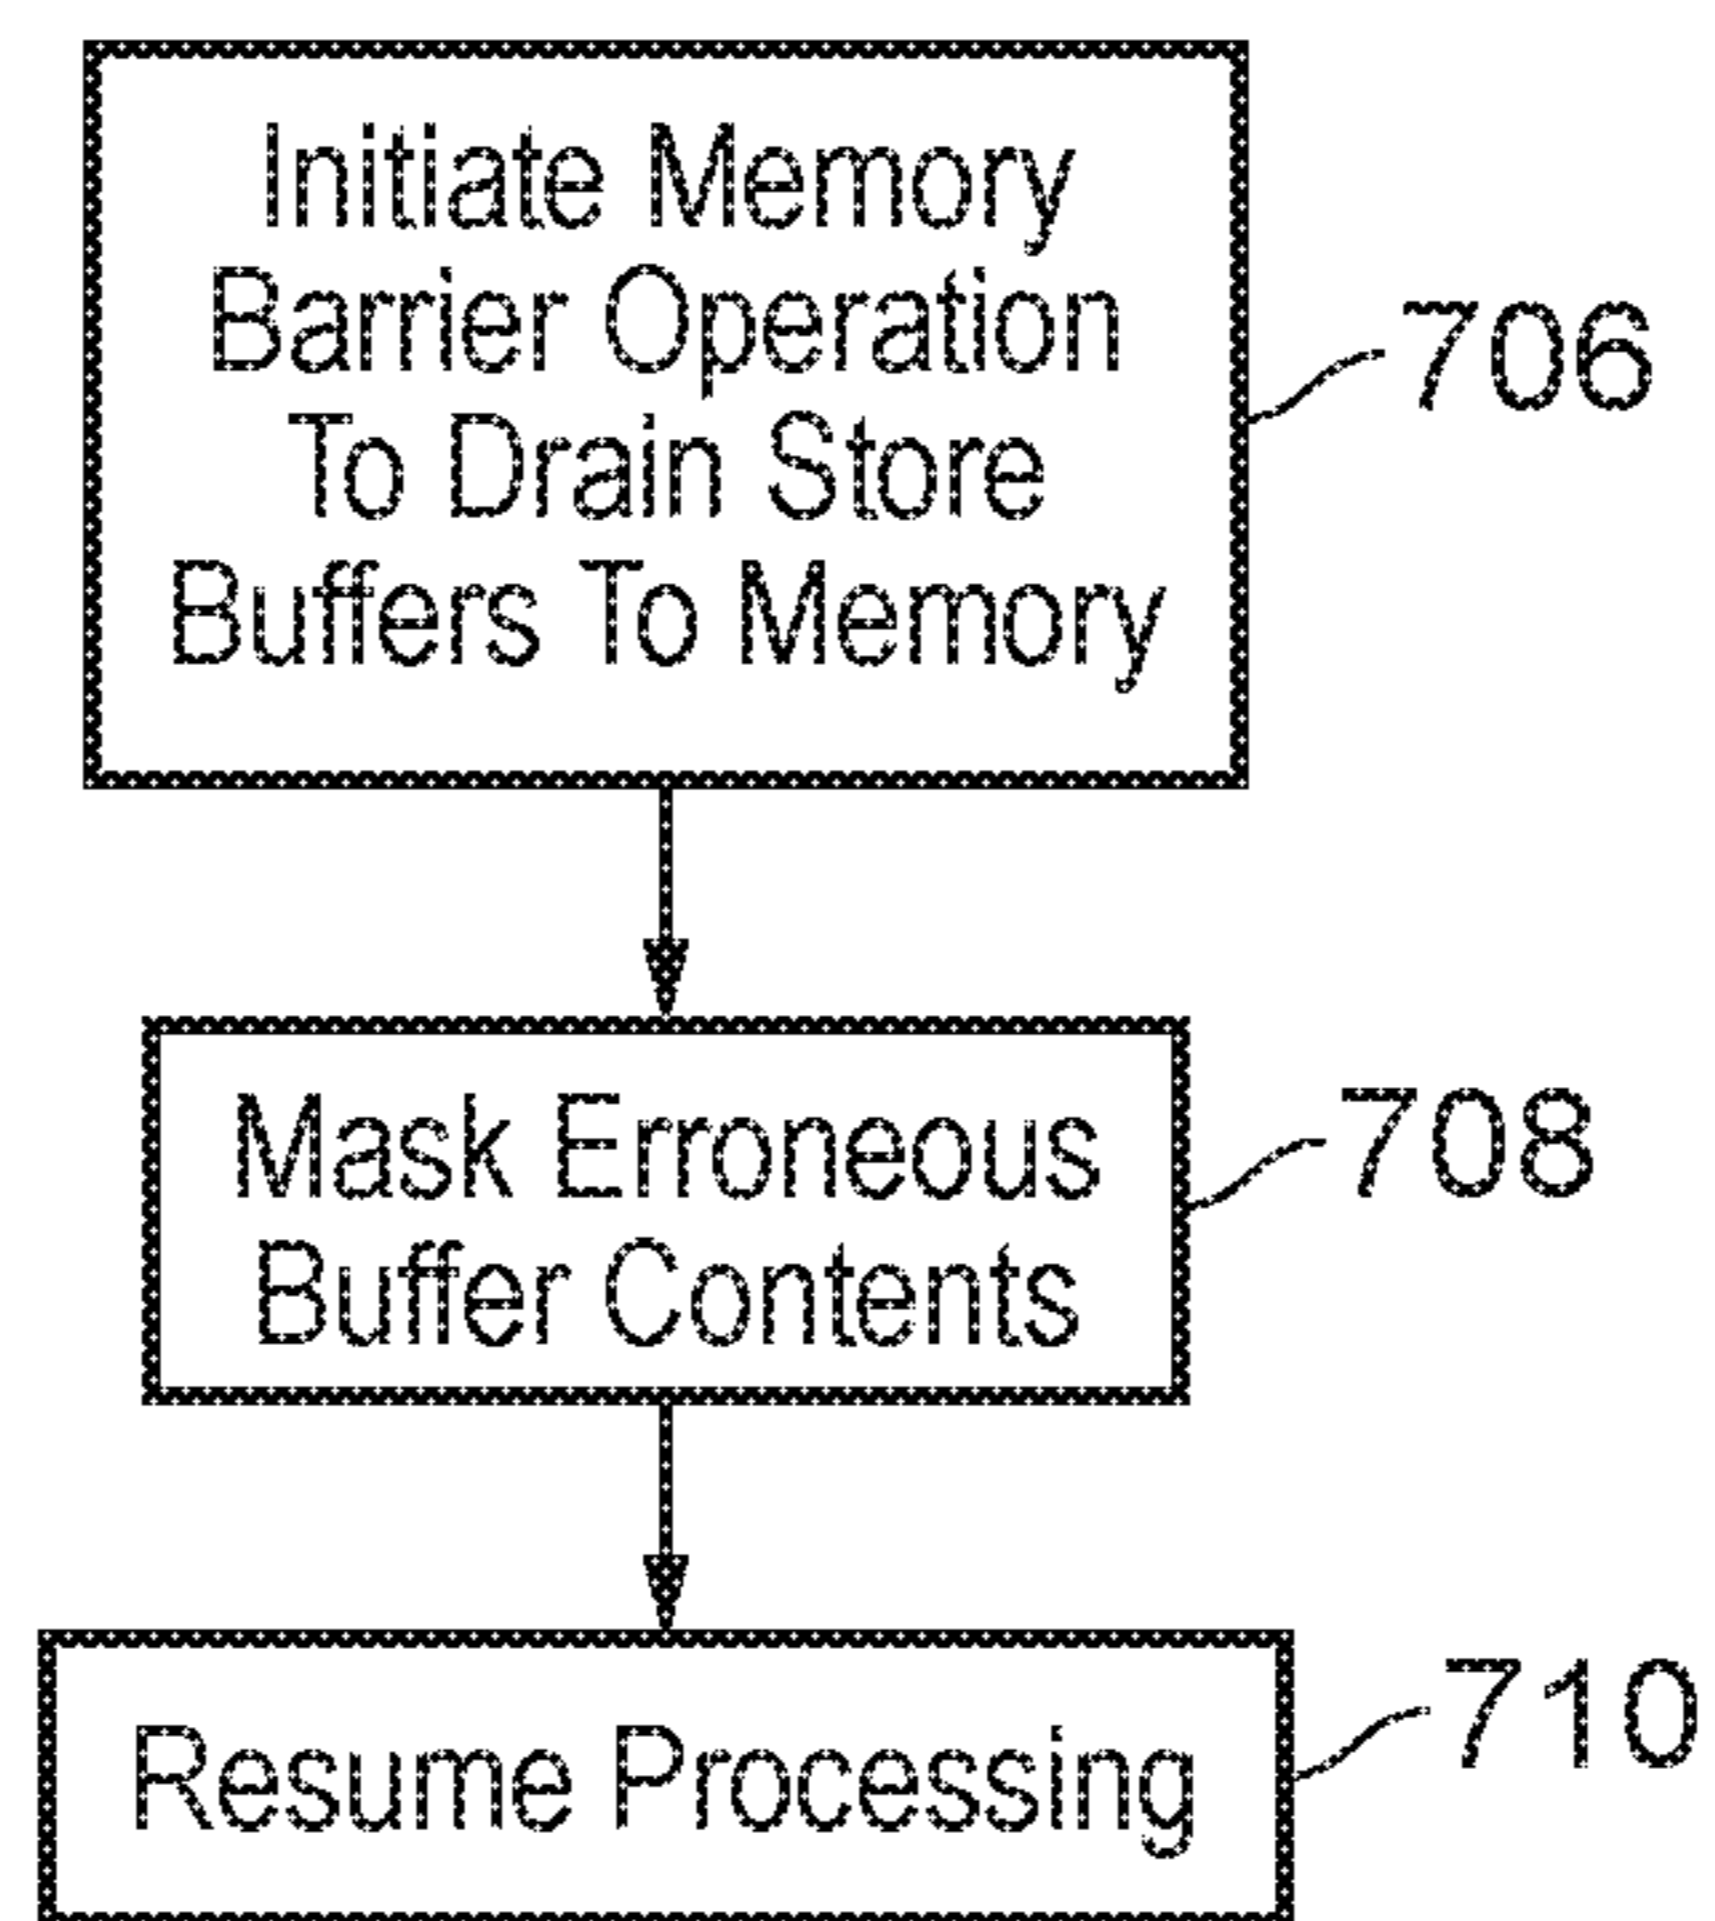 Initiate Memory
Barrier Operation
To Drain Store
Buffers To Memory
706
Mask Erroneous
Buffer Contents
708
Resume Processing
710